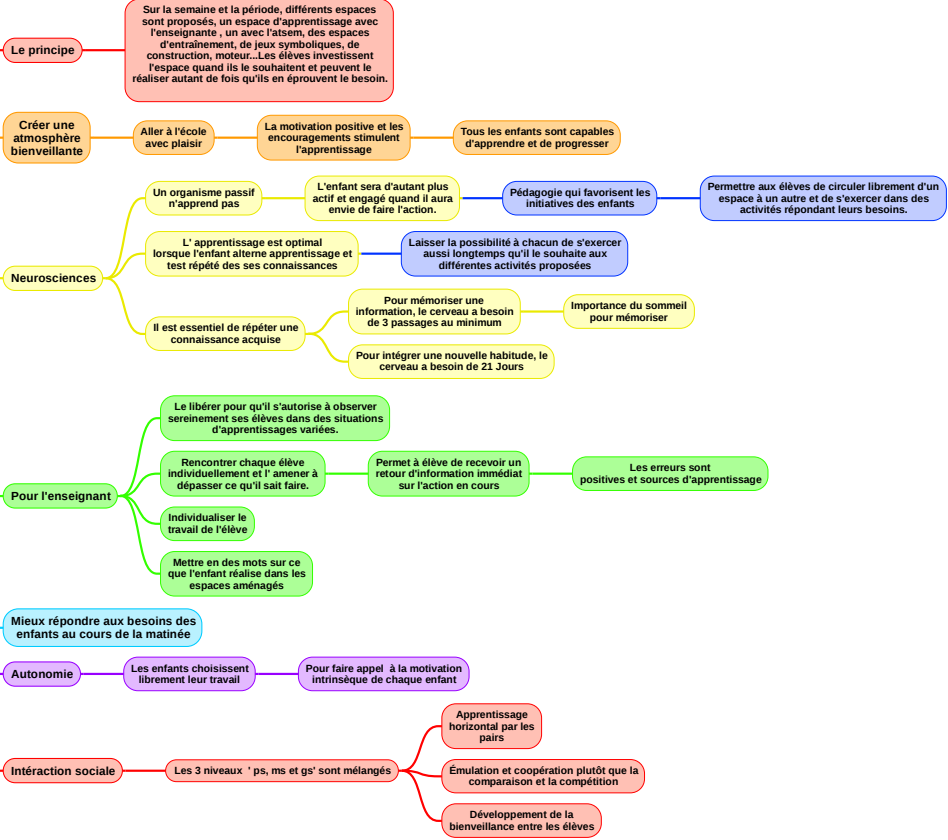 Le principe
Sur la semaine et la période, différents espaces
sont proposés, un espace d'apprentissage avec
l'enseignante , un avec l'atsem, des espaces
d'entraînement, de jeux symboliques, de
construction, moteur...Les élèves investissent
l'espace quand ils le souhaitent et peuvent le
réaliser autant de fois qu'ils en éprouvent le besoin.
Créer une
atmosphère
bienveillante
Aller à l'école
avec plaisir
La motivation positive et les
encouragements stimulent
l'apprentissage
Tous les enfants sont capables
d'apprendre et de progresser
Neurosciences
Un organisme passif
n'apprend pas
L'enfant sera d'autant plus
actif et engagé quand il aura
envie de faire l'action.
Pédagogie qui favorisent les
initiatives des enfants
Permettre aux élèves de circuler librement d'un
espace à un autre et de s'exercer dans des
activités répondant leurs besoins.
L' apprentissage est optimal
lorsque l'enfant alterne apprentissage et
test répété des ses connaissances
Laisser la possibilité à chacun de s'exercer
aussi longtemps qu'il le souhaite aux
différentes activités proposées
Il est essentiel de répéter une
connaissance acquise
Pour mémoriser une
information, le cerveau a besoin
de 3 passages au minimum
Importance du sommeil
pour mémoriser
Pour intégrer une nouvelle habitude, le
cerveau a besoin de 21 Jours
Pour l'enseignant
Le libérer pour qu'il s'autorise à observer
sereinement ses élèves dans des situations
d'apprentissages variées.
Rencontrer chaque élève
individuellement et l' amener à
dépasser ce qu'il sait faire.
Permet à élève de recevoir un
retour d'information immédiat
sur l'action en cours
Les erreurs sont
positives et sources d'apprentissage
Individualiser le
travail de l'élève
Mettre en des mots sur ce
que l'enfant réalise dans les
espaces aménagés
Mieux répondre aux besoins des
enfants au cours de la matinée
Autonomie
Les enfants choisissent
librement leur travail
Pour faire appel  à la motivation
intrinsèque de chaque enfant
Intéraction sociale
Les 3 niveaux  ' ps, ms et gs' sont mélangés
Apprentissage
horizontal par les
pairs
Émulation et coopération plutôt que la
comparaison et la compétition
Développement de la
bienveillance entre les élèves